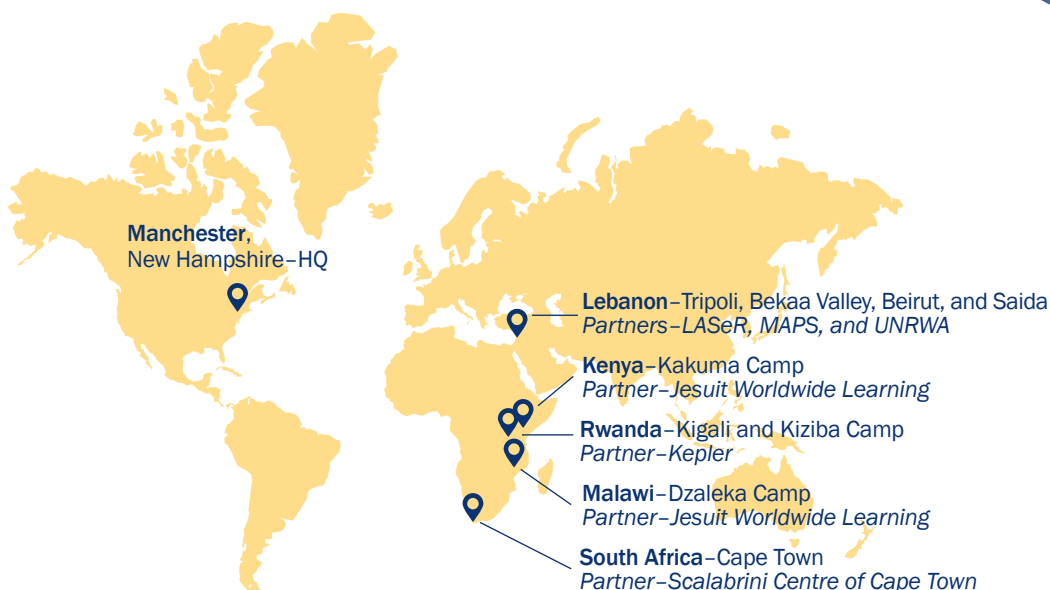 Manchester,
New Hampshire–HQ
Lebanon–Tripoli, Bekaa Valley, Beirut, and Saida
Partners–LASeR, MAPS, and UNRWA
Kenya–Kakuma Camp
Partner–Jesuit Worldwide Learning
Rwanda–Kigali and Kiziba Camp
Partner–Kepler
Malawi–Dzaleka Camp
Partner–Jesuit Worldwide Learning
South Africa–Cape Town
Partner–Scalabrini Centre of Cape Town